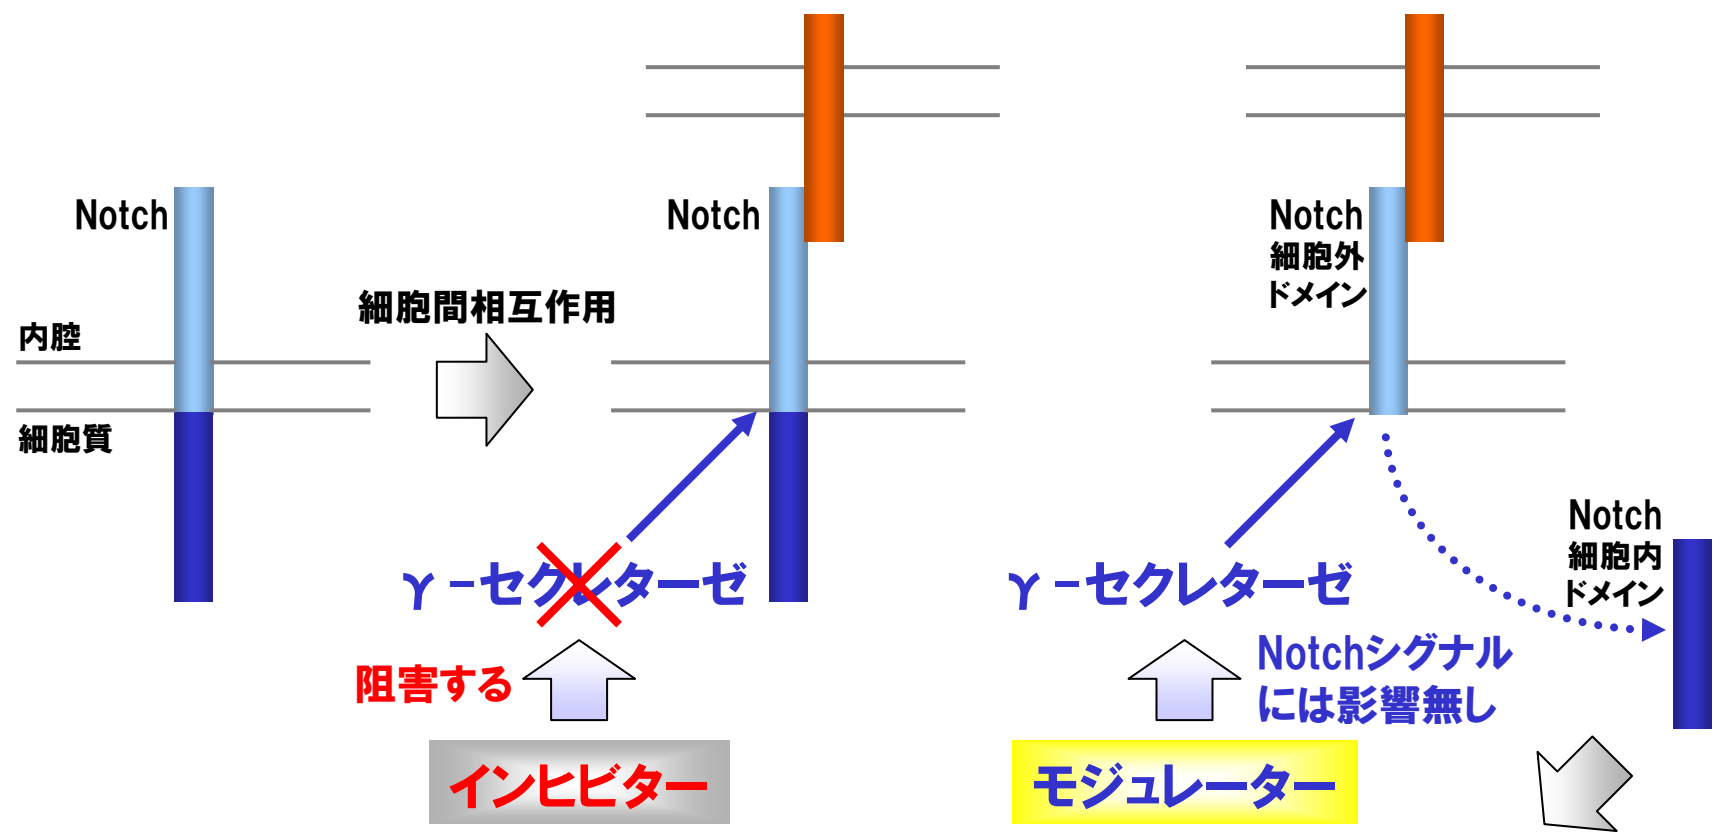 Notch
内腔
細胞質
細胞間相互作用
Notch
γ－セクレターゼ
阻害する
インヒビター
Notch
細胞外
ドメイン
γ－セクレターゼ
Notchシグナル
には影響無し
モジュレーター
Notch
細胞内
ドメイン